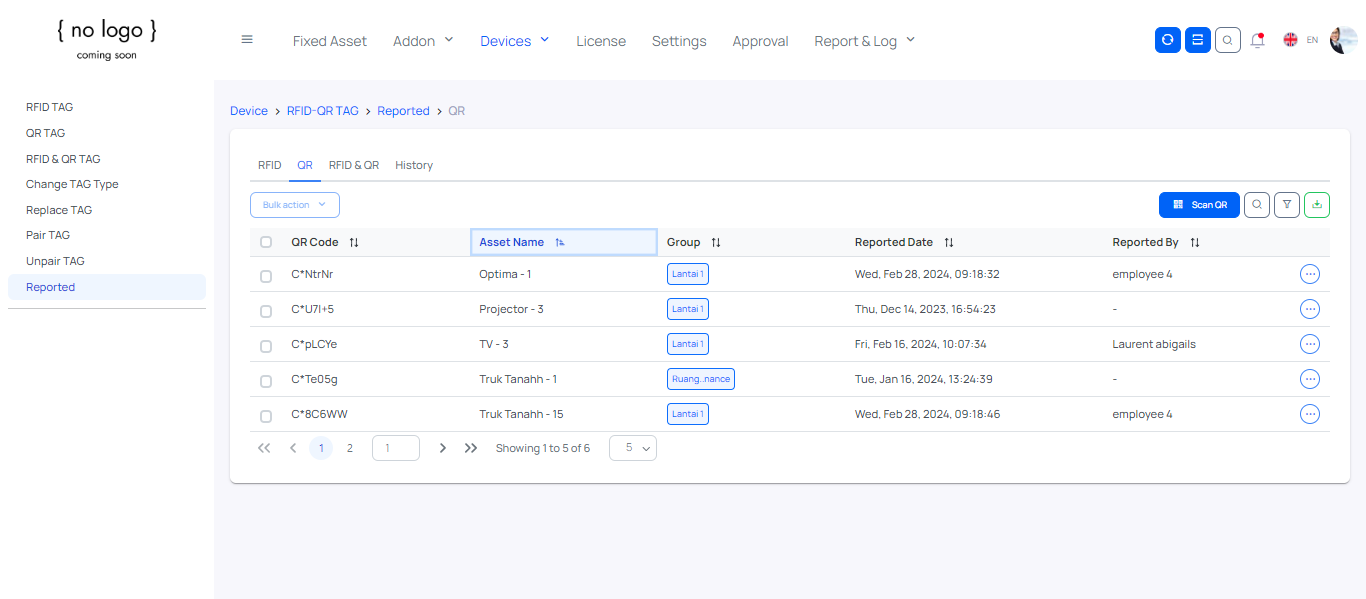 { no logo }
coming soon
Fixed Asset Addon Devices License Settings Approval Report & Log EN
RFID TAG
QR TAG
RFID & QR TAG
Change TAG Type
Replace TAG
Pair TAG
Unpair TAG
Reported
Device > RFID-QR TAG > Reported > QR
RFID QR RFID & QR History
Bulk action Scan QR
QR Code Asset Name Group Reported Date Reported By
C*NtrNr Optima - 1 Lantai 1 Wed, Feb 28, 2024, 09:18:32 employee 4
C*U7l+5 Projector - 3 Lantai 1 Thu, Dec 14, 2023, 16:54:23 -
C*pLCYe TV - 3 Lantai 1 Fri, Feb 16, 2024, 10:07:34 Laurent abigails
C*Te05g Truk Tanahh - 1 Ruang..nance Tue, Jan 16, 2024, 13:24:39 -
C*8C6WW Truk Tanahh - 15 Lantai 1 Wed, Feb 28, 2024, 09:18:46 employee 4
1 2 1 Showing 1 to 5 of 6 5